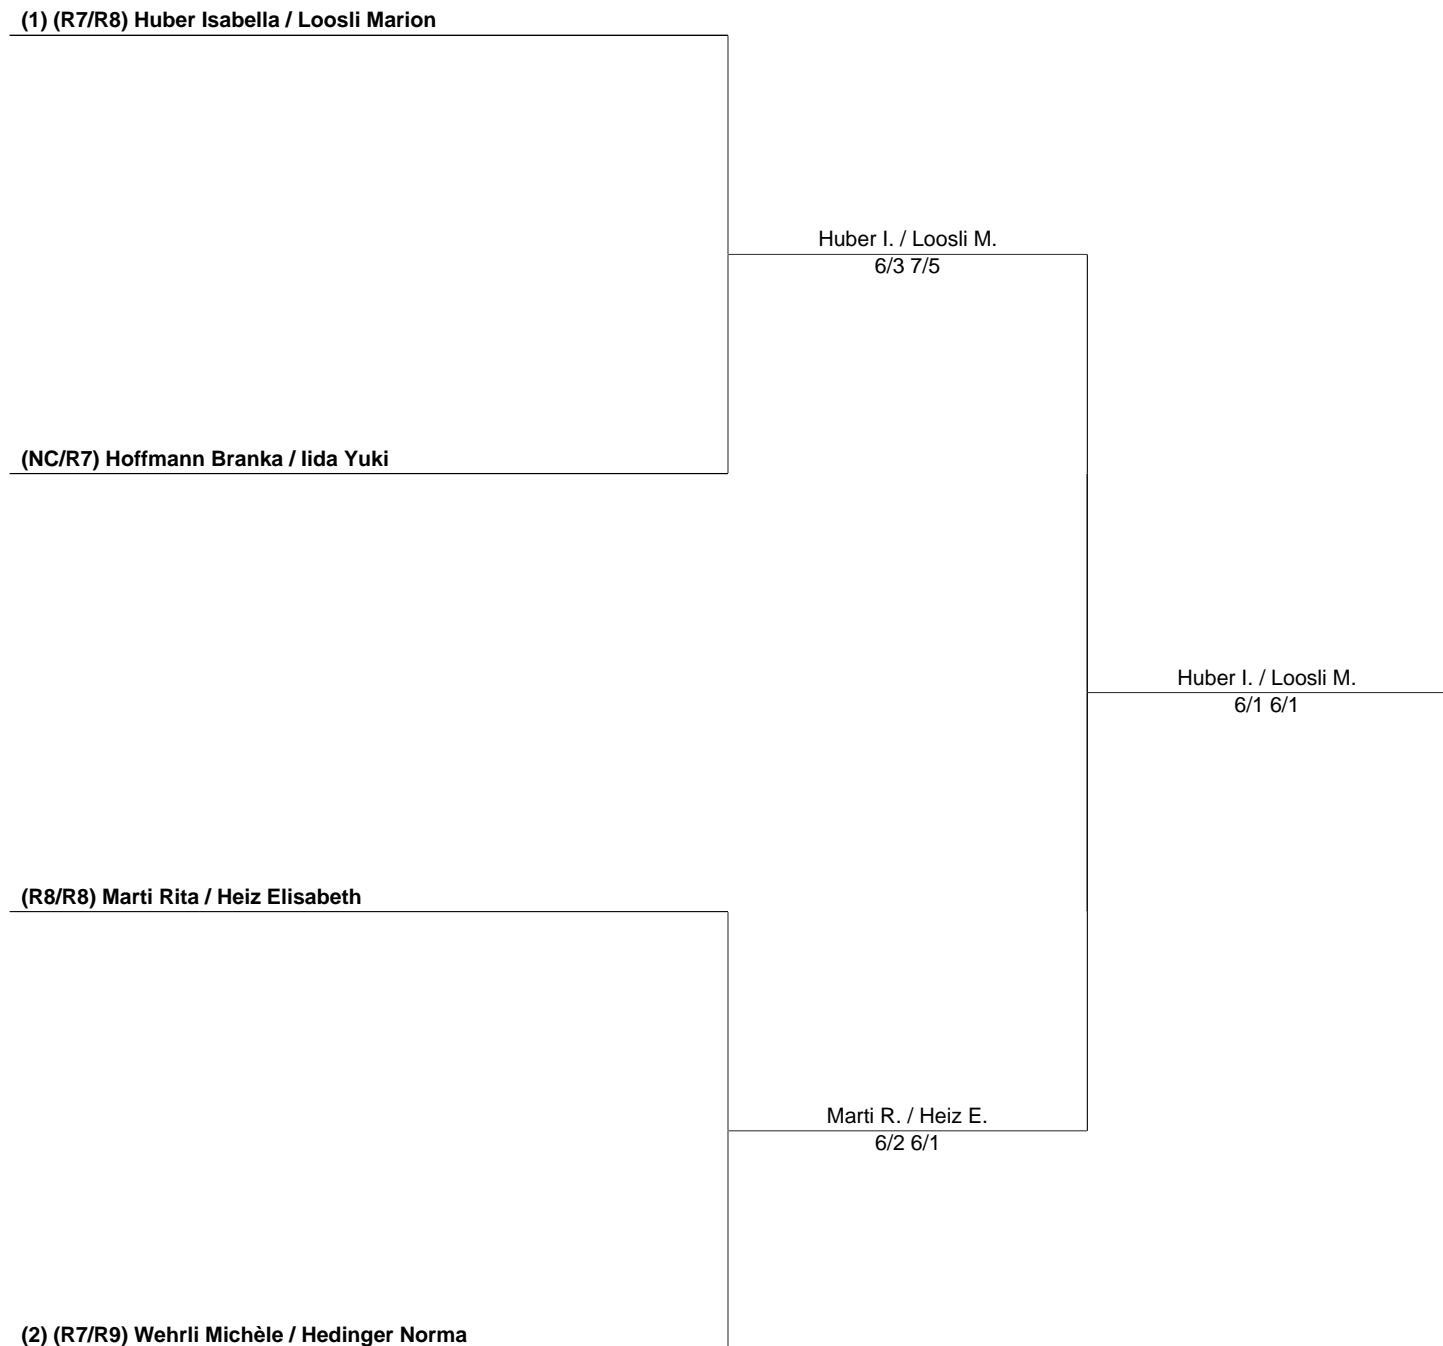 (1) (R7/R8) Huber Isabella / Loosli Marion
Huber I. / Loosli M.
6/3 7/5
(NC/R7) Hoffmann Branka / Iida Yuki
Huber I. / Loosli M.
6/1 6/1
(R8/R8) Marti Rita / Heiz Elisabeth
Marti R. / Heiz E.
6/2 6/1
(2) (R7/R9) Wehrli Michèle / Hedinger Norma